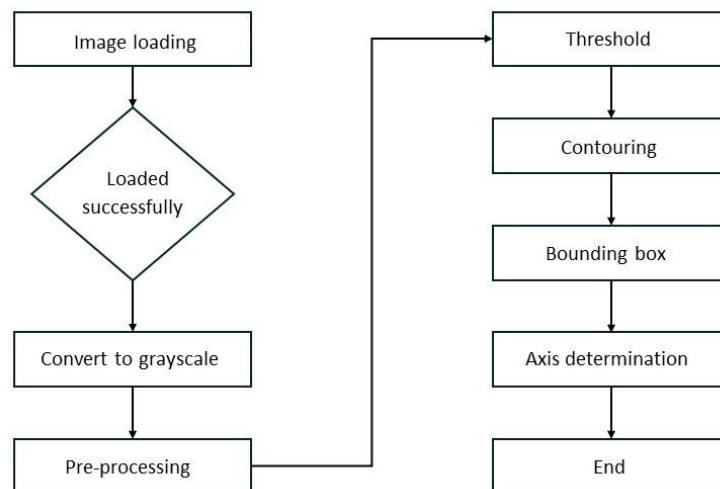 Image loading
Loaded
successfully
Convert to grayscale
Pre-processing
Threshold
Contouring
Bounding box
Axis determination
End